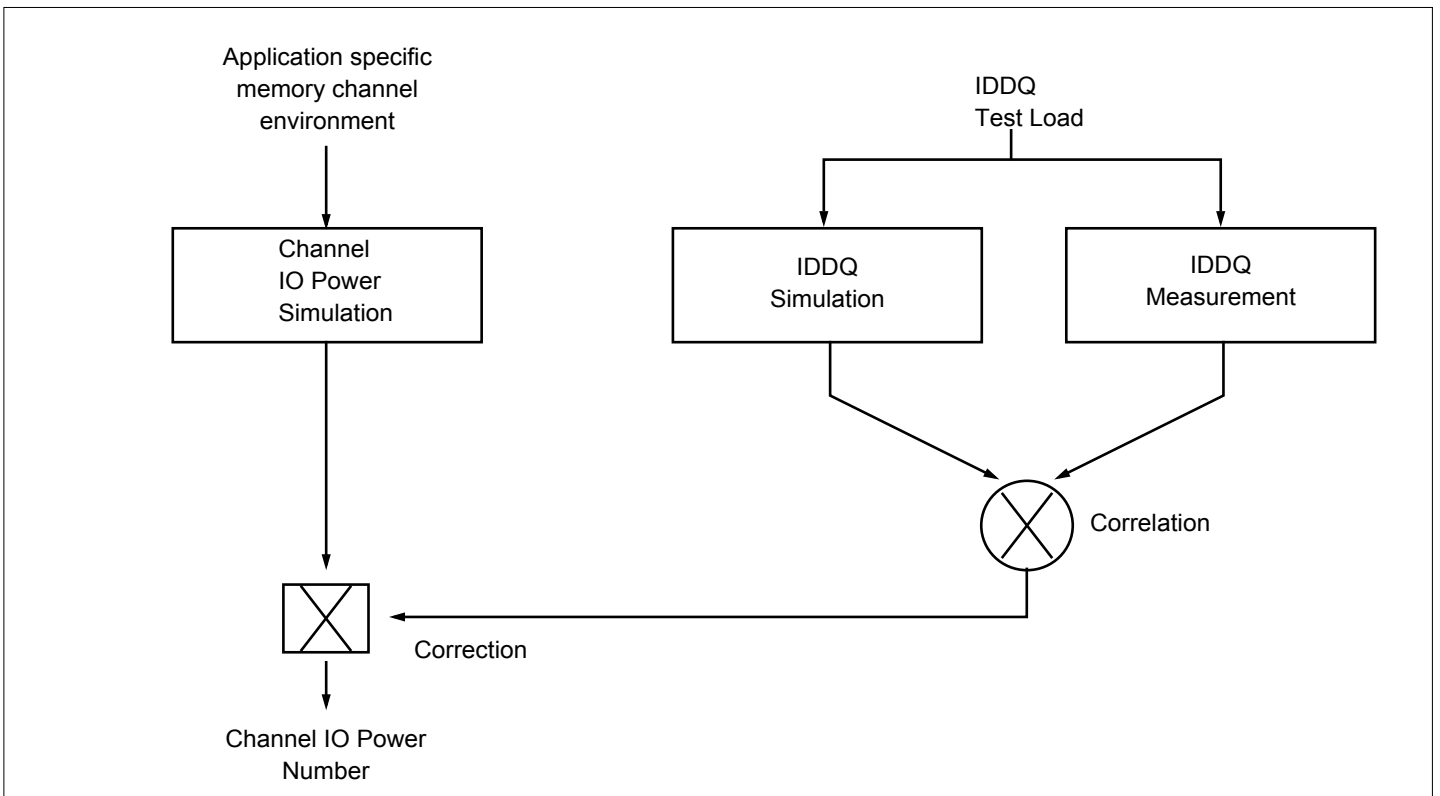 Application specific
memory channel
environment
IDDQ
Test Load
Channel
IO Power
Simulation
IDDQ
Simulation
IDDQ
Measurement
Correlation
Correction
Channel IO Power
Number